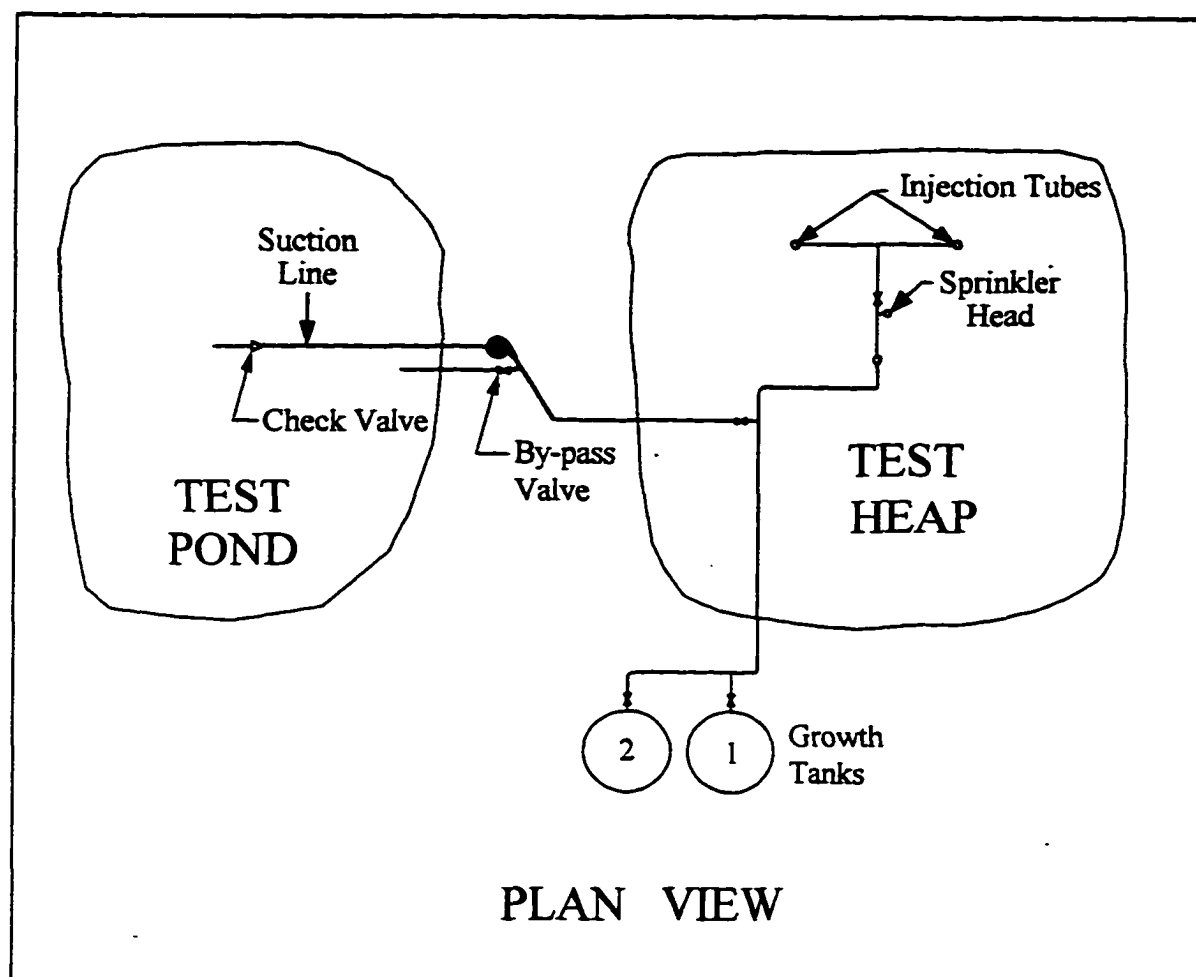 Injection Tubes
Suction
Line
Sprinkler
Head
Check Valve
By-pass
Valve
TEST
POND
TEST
HEAP
2
1
Growth
Tanks
PLAN VIEW